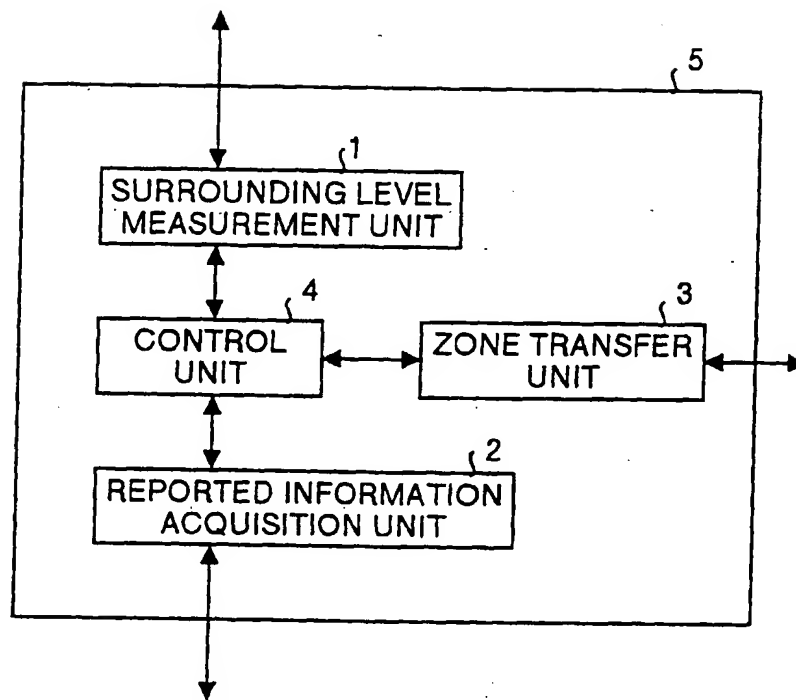 5
1
SURROUNDING LEVEL
MEASUREMENT UNIT
4
CONTROL
UNIT
3
ZONE TRANSFER
UNIT
2
REPORTED INFORMATION
ACQUISITION UNIT